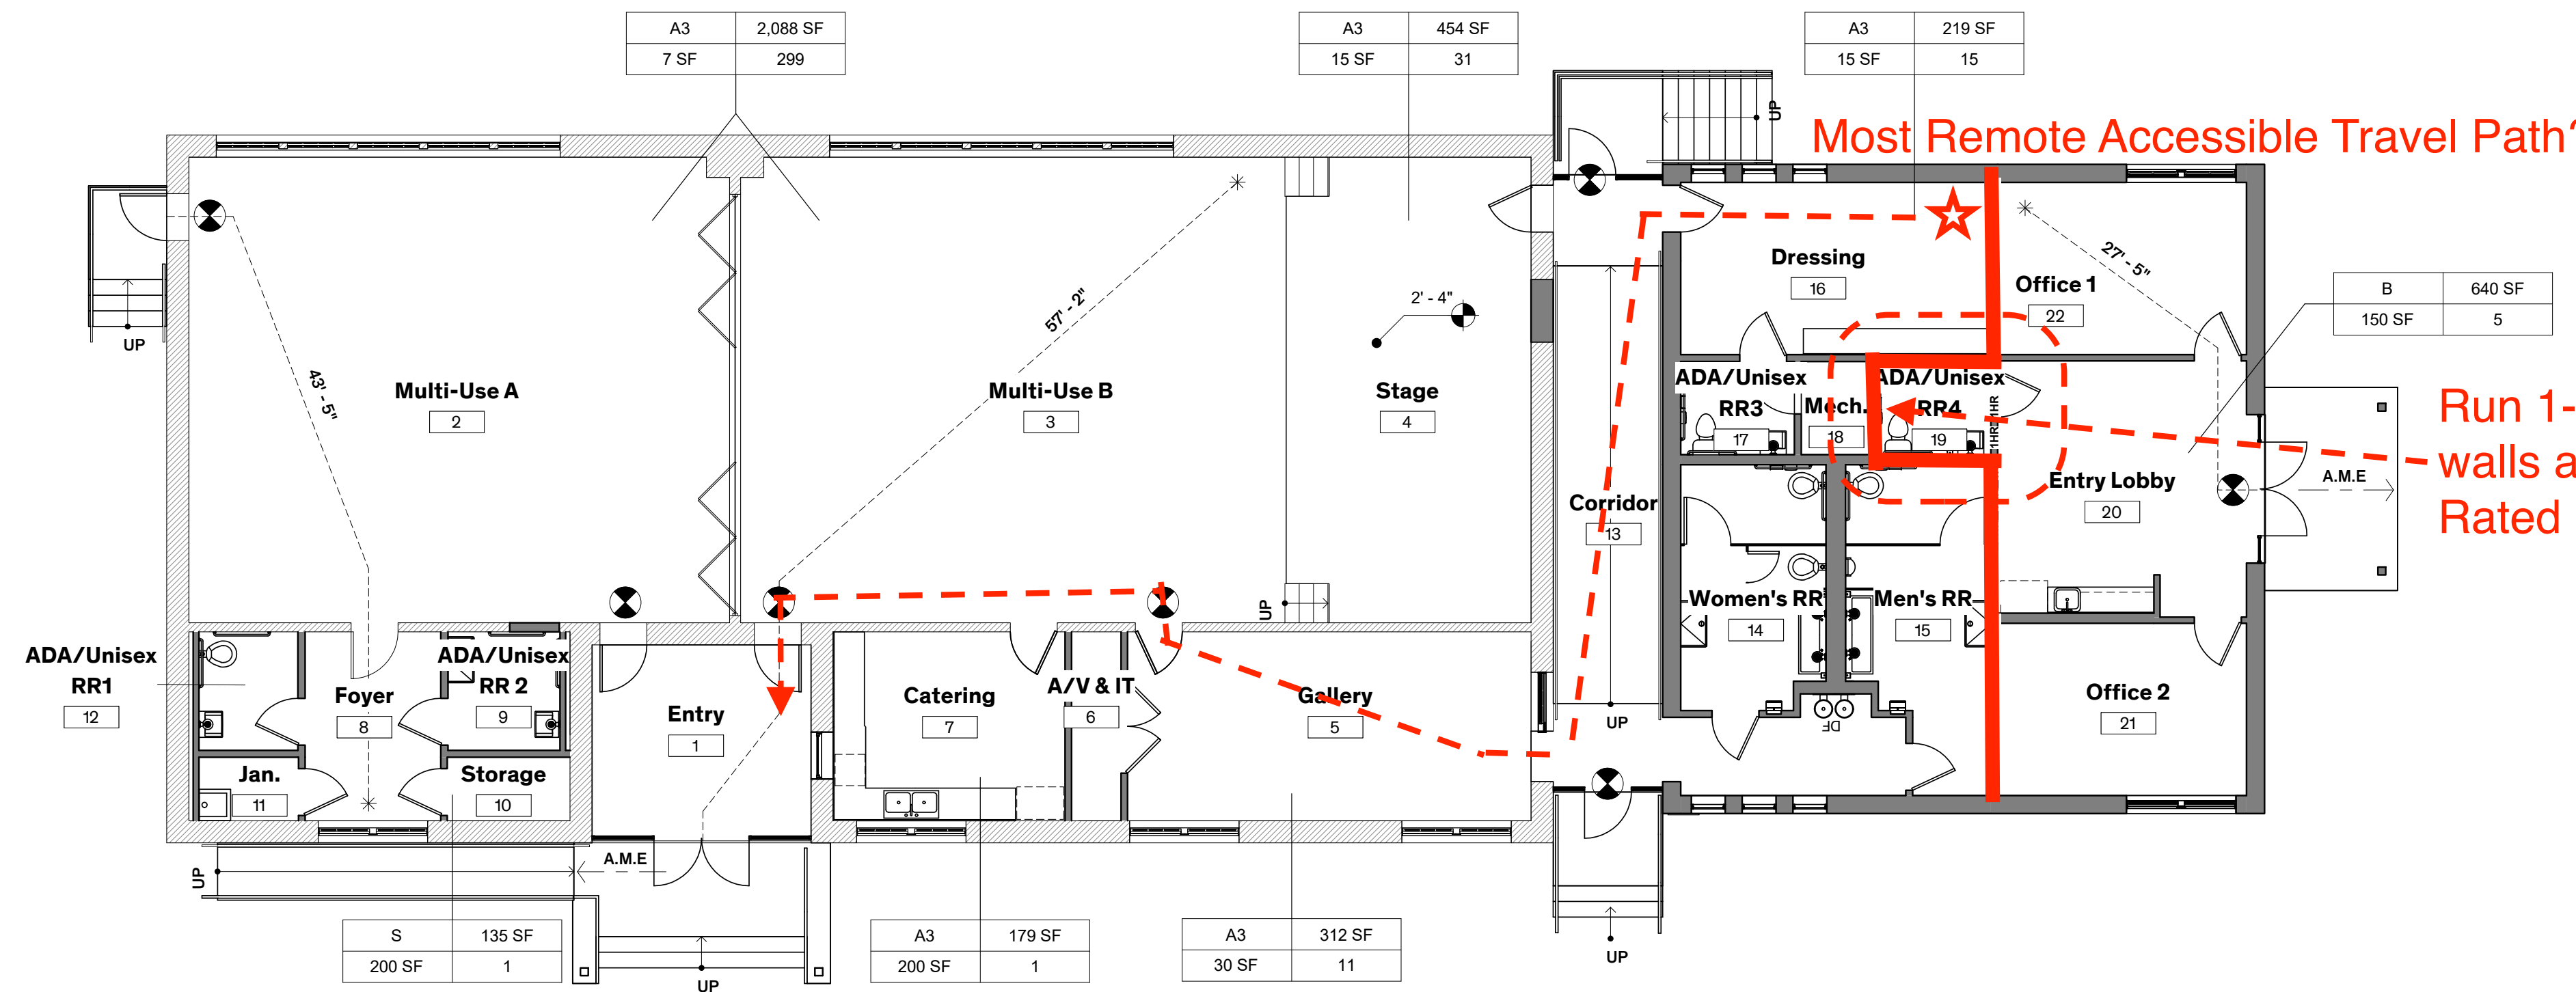 A3 2,088 SF
7 SF 299
A3 454 SF
15 SF 31
A3 219 SF
15 SF 15
UP
Most Remote Accessible Travel Path?
UP
43' - 5"
Multi-Use A
2
57' - 2"
Multi-Use B
3
2' - 4"
Stage
4
UP
Dressing
16
Office 1
22
27' - 5"
B 640 SF
150 SF 5
ADA/Unisex
RR3
17
Mech.
18
ADA/Unisex
RR4
19
1HR
1HR
Run 1-
walls a
Rated
Entry Lobby
20
A.M.E
Corridor
13
UP
Women's RR
14
Men's RR
15
DF
Office 2
21
ADA/Unisex
RR1
12
Foyer
8
ADA/Unisex
RR 2
9
Jan.
11
Storage
10
Entry
1
Catering
7
A/V & IT
6
Gallery
5
UP
A.M.E
UP
UP
S 135 SF
200 SF 1
A3 179 SF
200 SF 1
A3 312 SF
30 SF 11